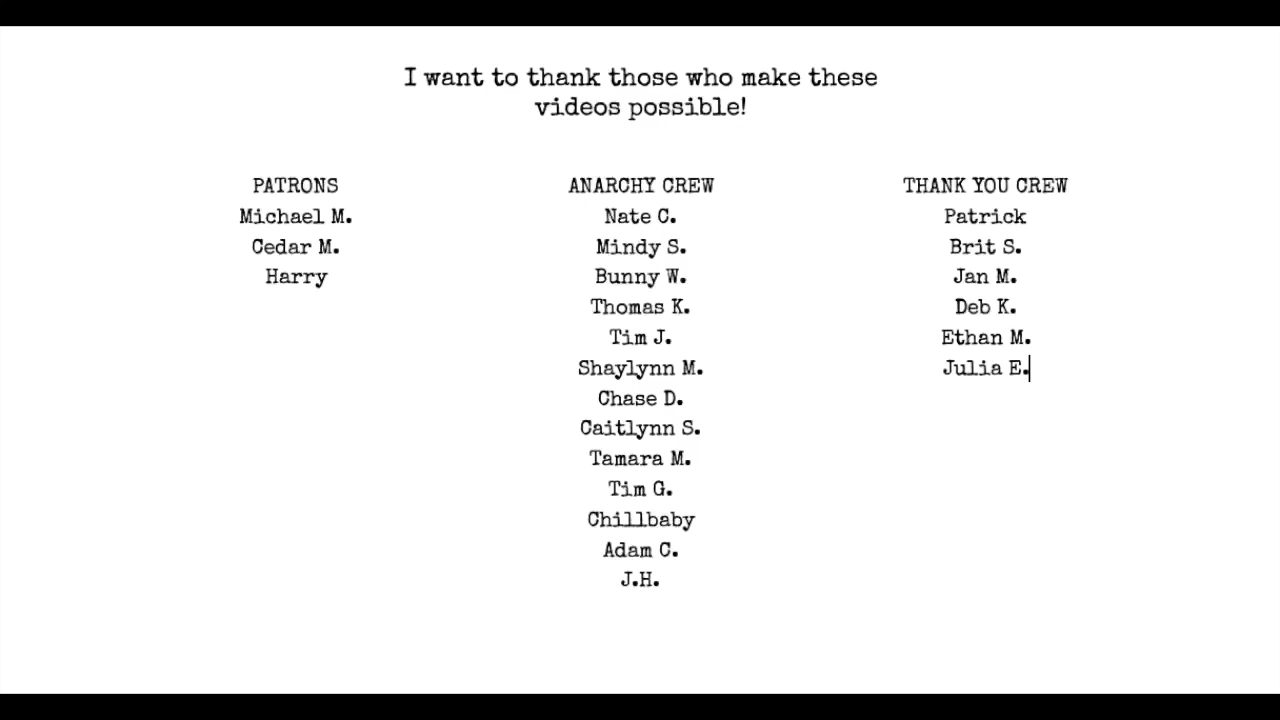 I want to thank those who make these
videos possible!
PATRONS
Michael M.
Cedar M.
Harry
ANARCHY CREW
Nate C.
Mindy S.
Bunny W.
Thomas K.
Tim J.
Shaylynn M.
Chase D.
Caitlynn S.
Tamara M.
Tim G.
Chillbaby
Adam C.
J.H.
THANK YOU CREW
Patrick
Brit S.
Jan M.
Deb K.
Ethan M.
Julia E.